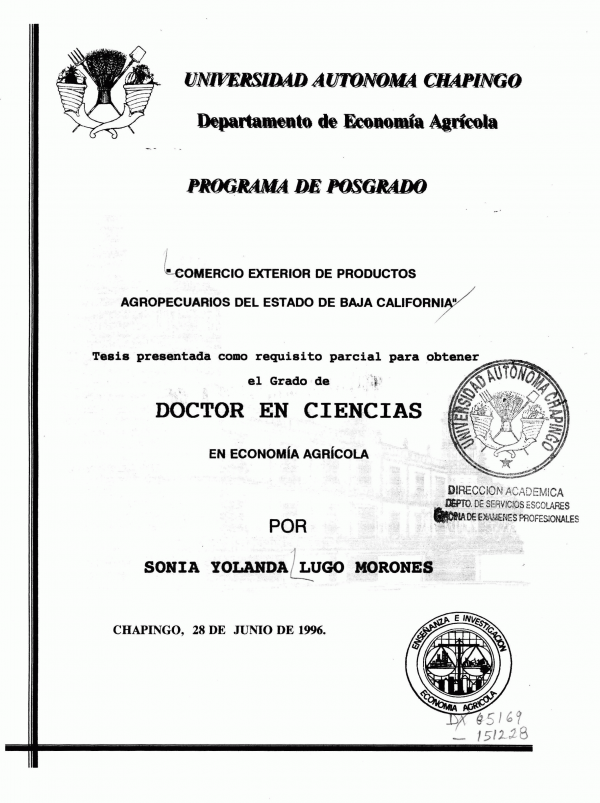 UNIVERSIDAD AUTONOMA CHAPINGO
Departamento de Economía Agrícola
PROGRAMA DE POSGRADO
" COMERCIO EXTERIOR DE PRODUCTOS
AGROPECUARIOS DEL ESTADO DE BAJA CALIFORNIA"
Tesis presentada como requisito parcial para obtener
el Grado de
DOCTOR EN CIENCIAS
EN ECONOMÍA AGRÍCOLA
UNIVERSIDAD AUTONOMA CHAPINGO
DIRECCION ACADEMICA
DEPTO. DE SERVICIOS ESCOLARES
OFICINA DE EXAMENES PROFESIONALES
POR
SONIA YOLANDA LUGO MORONES
CHAPINGO, 28 DE JUNIO DE 1996.
ENSEÑANZA E INVESTIGACION
ECONOMIA AGRICOLA
DX 85169
- 151228